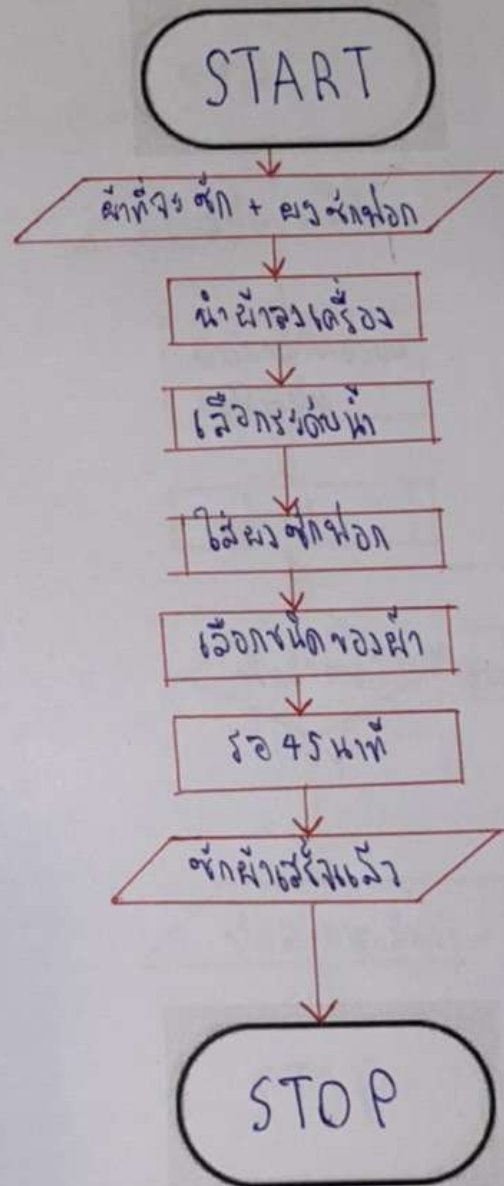 START
ผ้าที่จะซัก + ผงซักฟอก
นำผ้าลงเครื่อง
เลือกระดับน้ำ
ใส่ผงซักฟอก
เลือกชนิดของผ้า
รอ 45 นาที
ซักผ้าเสร็จแล้ว
STOP